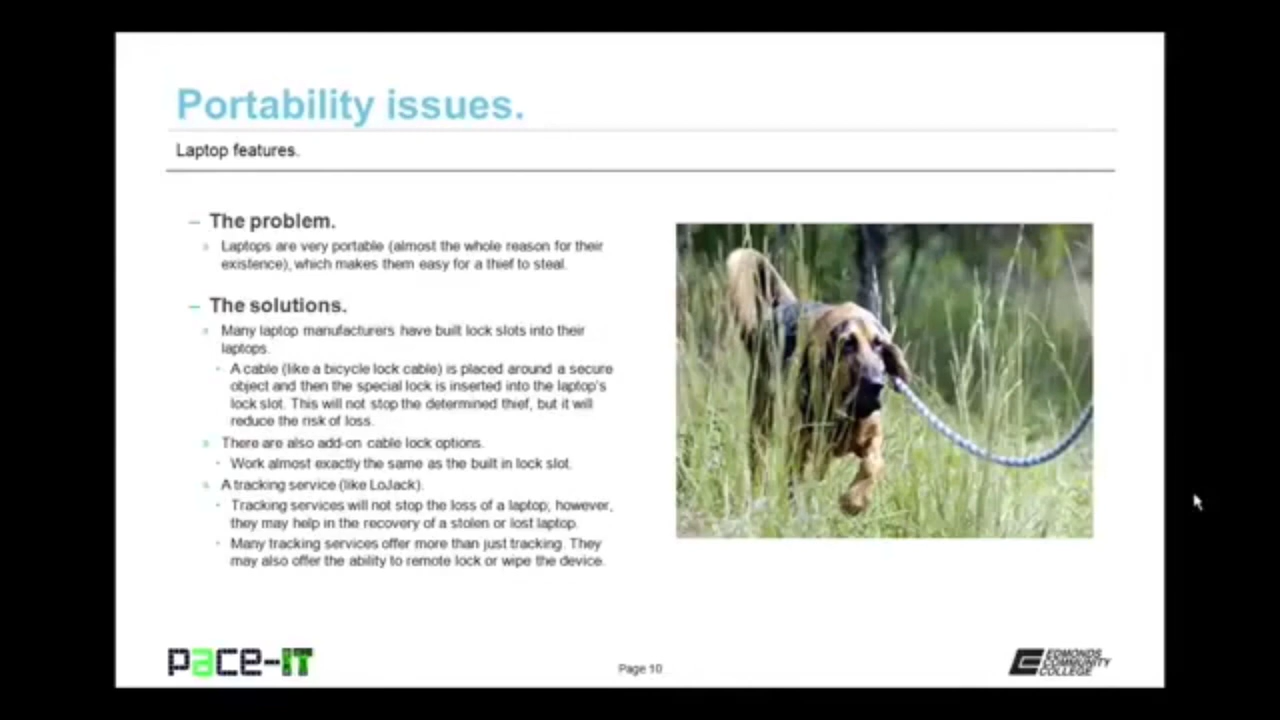 Portability issues.
Laptop features.
– The problem.
» Laptops are very portable (almost the whole reason for their
existence), which makes them easy for a thief to steal.
– The solutions.
» Many laptop manufacturers have built lock slots into their
laptops.
• A cable (like a bicycle lock cable) is placed around a secure
object and then the special lock is inserted into the laptop's
lock slot. This will not stop the determined thief, but it will
reduce the risk of loss.
» There are also add-on cable lock options.
• Work almost exactly the same as the built in lock slot.
» A tracking service (like LoJack).
• Tracking services will not stop the loss of a laptop; however,
they may help in the recovery of a stolen or lost laptop.
• Many tracking services offer more than just tracking. They
may also offer the ability to remote lock or wipe the device.
pace-IT
Page 10
EDMONDS
COMMUNITY
COLLEGE